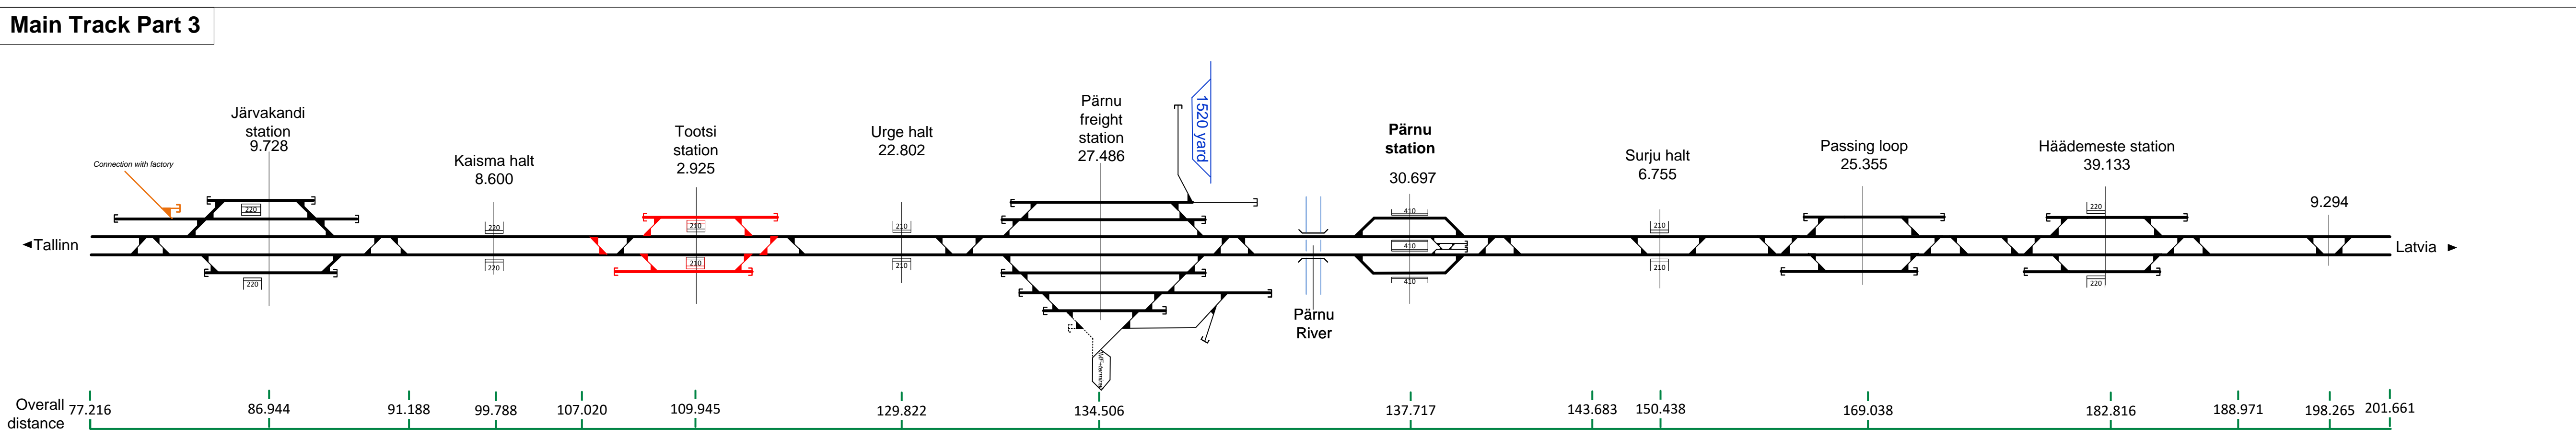 Main Track Part 3
Järvakandi
station
9.728
Connection with factory
Kaisma halt
8.600
Tootsi
station
2.925
Urge halt
22.802
Pärnu
freight
station
27.486
1520 yard
Pärnu
station
30.697
Surju halt
6.755
Passing loop
25.355
Häädemeste station
39.133
9.294
◄Tallinn
Latvia ►
220
220
220
220
210
210
210
210
410
410
410
210
210
220
220
Pärnu
River
Overall
distance
77.216
86.944
91.188
99.788
107.020
109.945
129.822
134.506
137.717
143.683
150.438
169.038
182.816
188.971
198.265
201.661